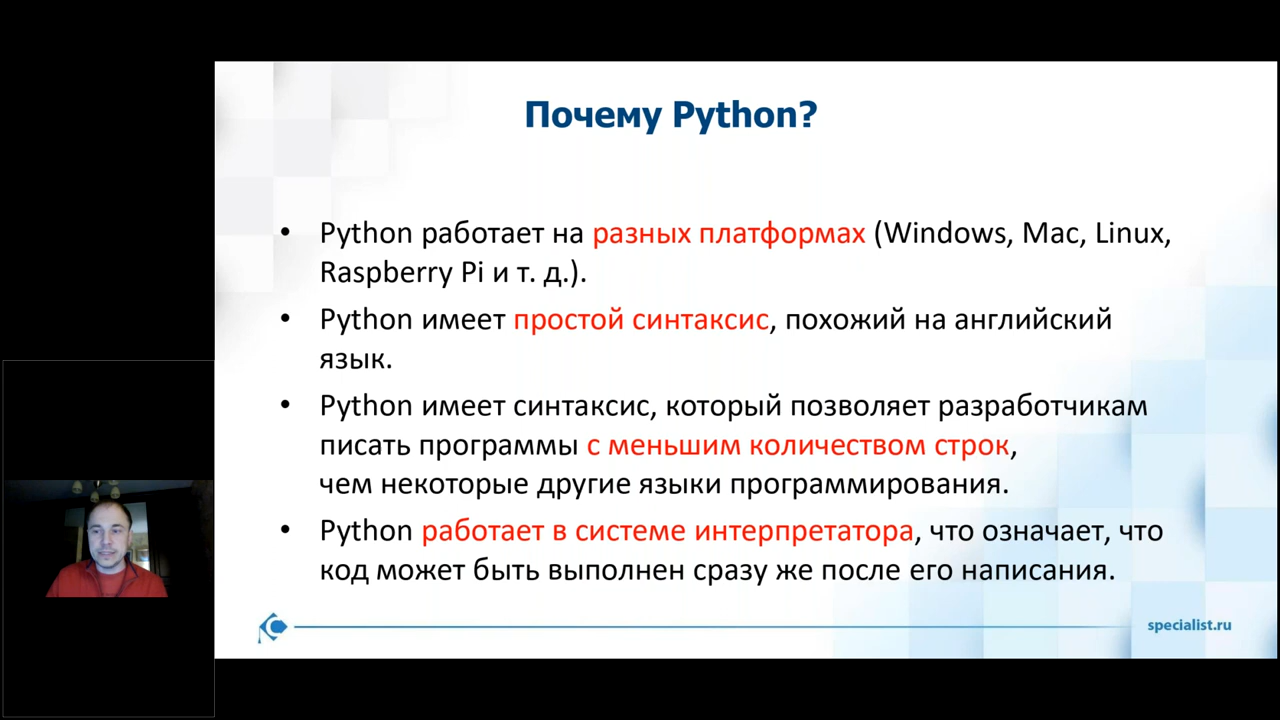 Почему Python?
• Python работает на разных платформах (Windows, Mac, Linux,
Raspberry Pi и т. д.).
• Python имеет простой синтаксис, похожий на английский
язык.
• Python имеет синтаксис, который позволяет разработчикам
писать программы с меньшим количеством строк,
чем некоторые другие языки программирования.
• Python работает в системе интерпретатора, что означает, что
код может быть выполнен сразу же после его написания.
specialist.ru